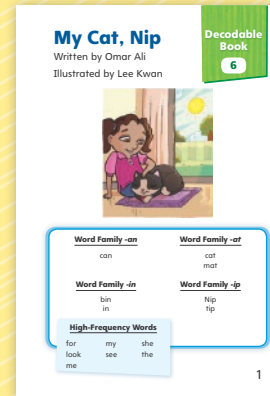 My Cat, Nip
Written by Omar Ali
Illustrated by Lee Kwan
Decodable
Book
6
Word Family -an
can
Word Family -at
cat
mat
Word Family -in
bin
in
Word Family -ip
Nip
tip
High-Frequency Words
for my she
look see the
me
1